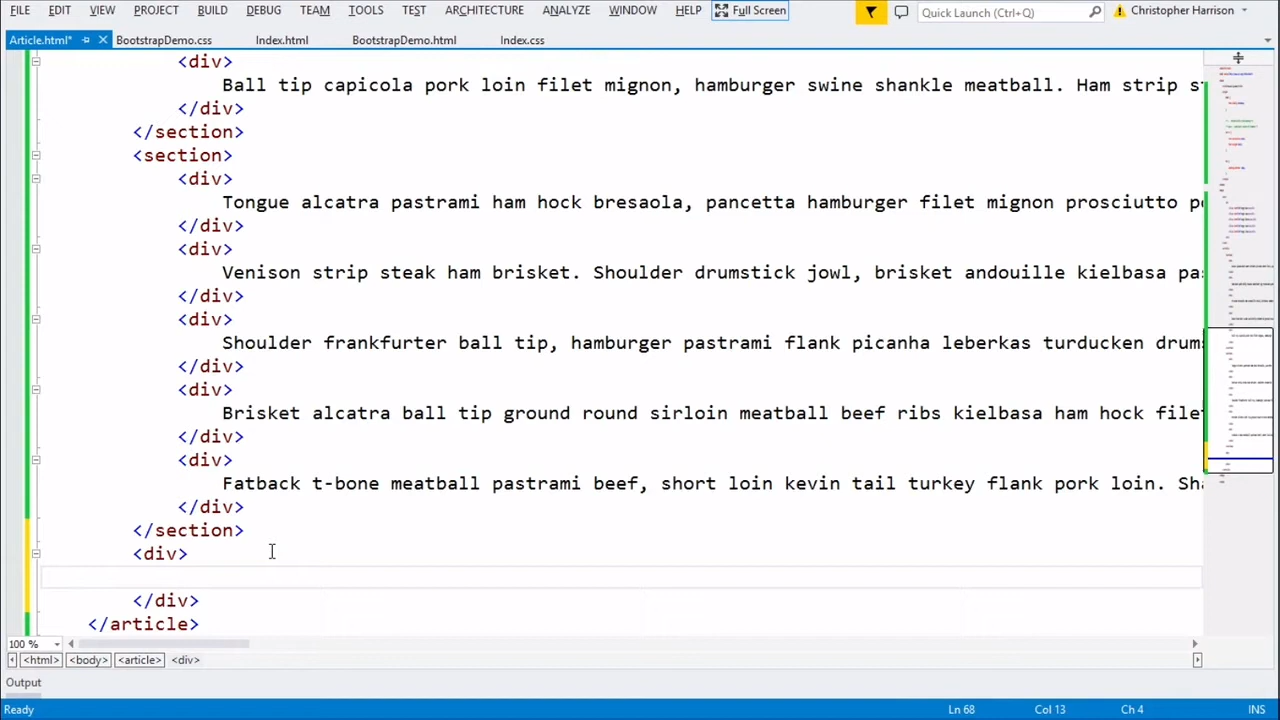 FILE EDIT VIEW PROJECT BUILD DEBUG TEAM TOOLS TEST ARCHITECTURE ANALYZE WINDOW HELP Full Screen Quick Launch (Ctrl+Q) Christopher Harrison
Article.html* BootstrapDemo.css Index.html BootstrapDemo.html Index.css
<div>
Ball tip capicola pork loin filet mignon, hamburger swine shankle meatball. Ham strip
</div>
</section>
<section>
<div>
Tongue alcatra pastrami ham hock bresaola, pancetta hamburger filet mignon prosciutto
</div>
<div>
Venison strip steak ham brisket. Shoulder drumstick jowl, brisket andouille kielbasa
</div>
<div>
Shoulder frankfurter ball tip, hamburger pastrami flank picanha leberkas turducken
</div>
<div>
Brisket alcatra ball tip ground round sirloin meatball beef ribs kielbasa ham hock
</div>
<div>
Fatback t-bone meatball pastrami beef, short loin kevin tail turkey flank pork loin.
</div>
</section>
<div>
</div>
</article>
100 %
<html> <body> <article> <div>
Output
Ready Ln 68 Col 13 Ch 4 INS